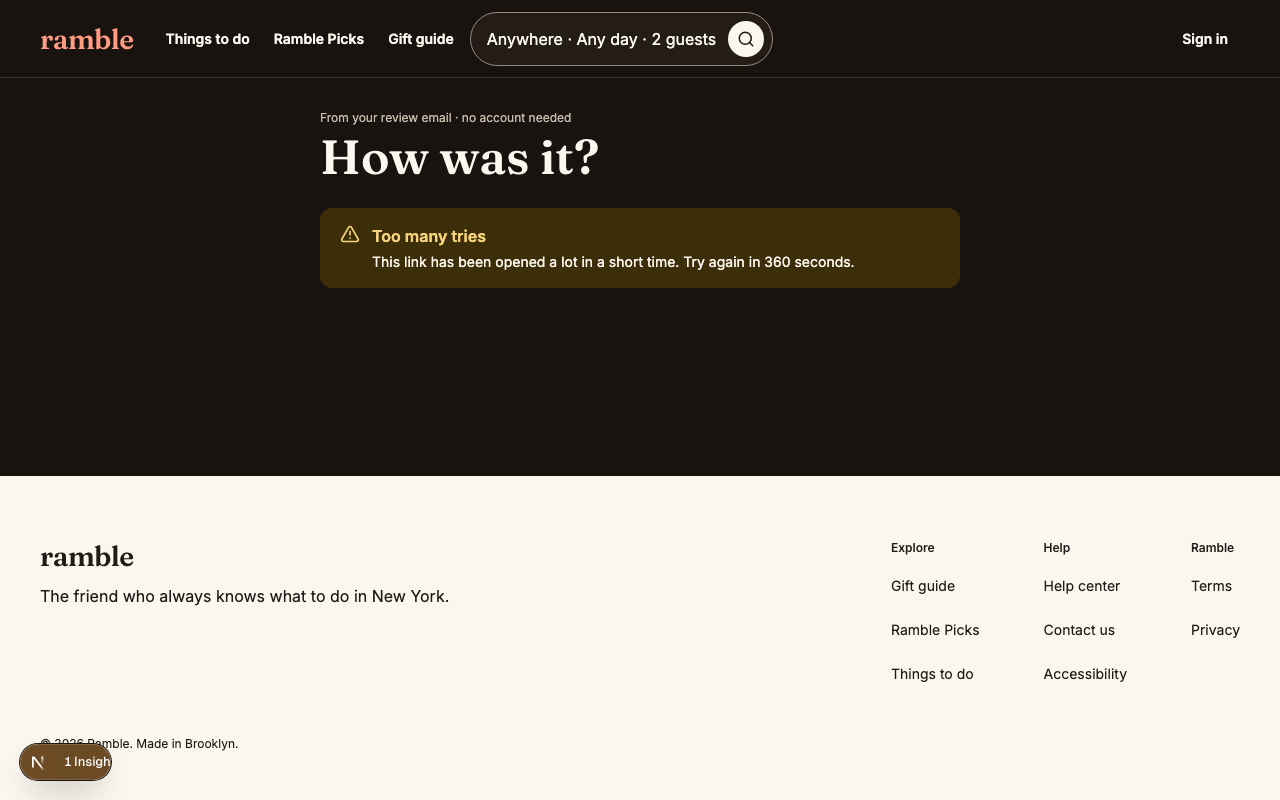 ramble
Things to do
Ramble Picks
Gift guide
Anywhere · Any day · 2 guests
Sign in
From your review email · no account needed
How was it?
Too many tries
This link has been opened a lot in a short time. Try again in 360 seconds.
ramble
The friend who always knows what to do in New York.
Explore
Gift guide
Ramble Picks
Things to do
Help
Help center
Contact us
Accessibility
Ramble
Terms
Privacy
© 2026 Ramble. Made in Brooklyn.
N
1 Insigh